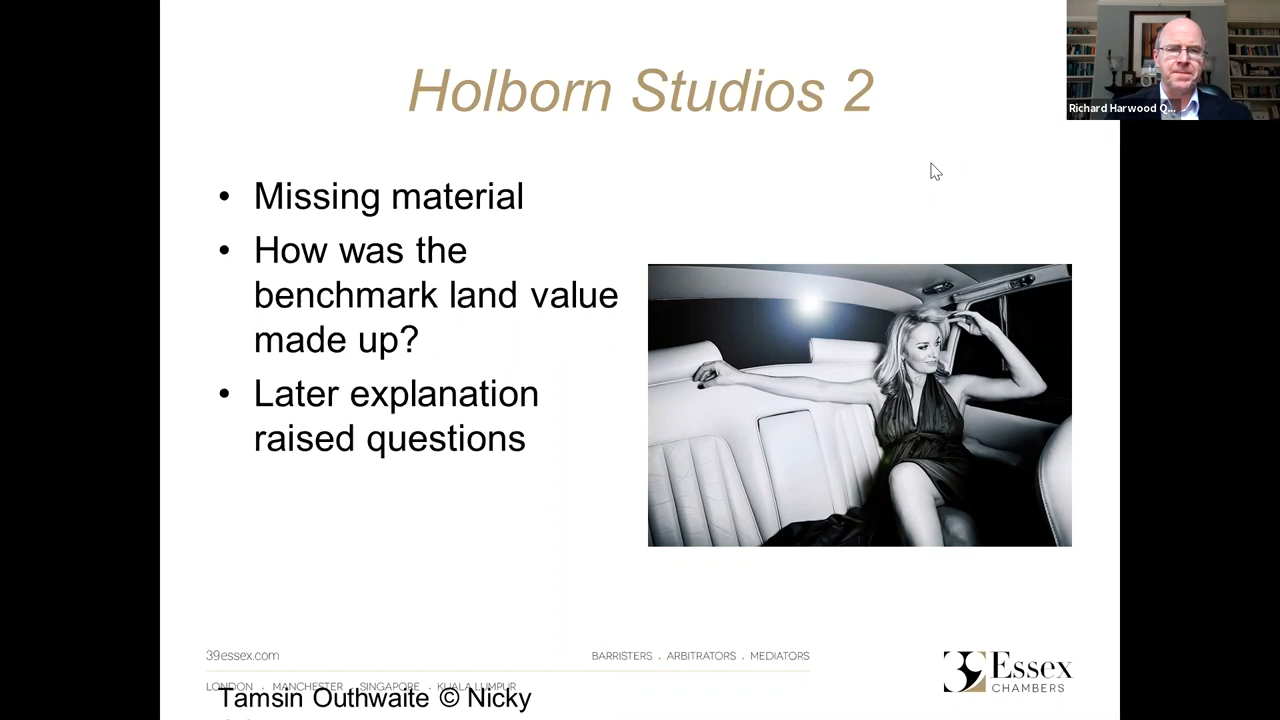 Holborn Studios 2
Richard Harwood Q...
• Missing material
• How was the
benchmark land value
made up?
• Later explanation
raised questions
39essex.com
BARRISTERS . ARBITRATORS . MEDIATORS
LONDON . MANCHESTER . SINGAPORE . KUALA LUMPUR
39 Essex
CHAMBERS
Tamsin Outhwaite © Nicky